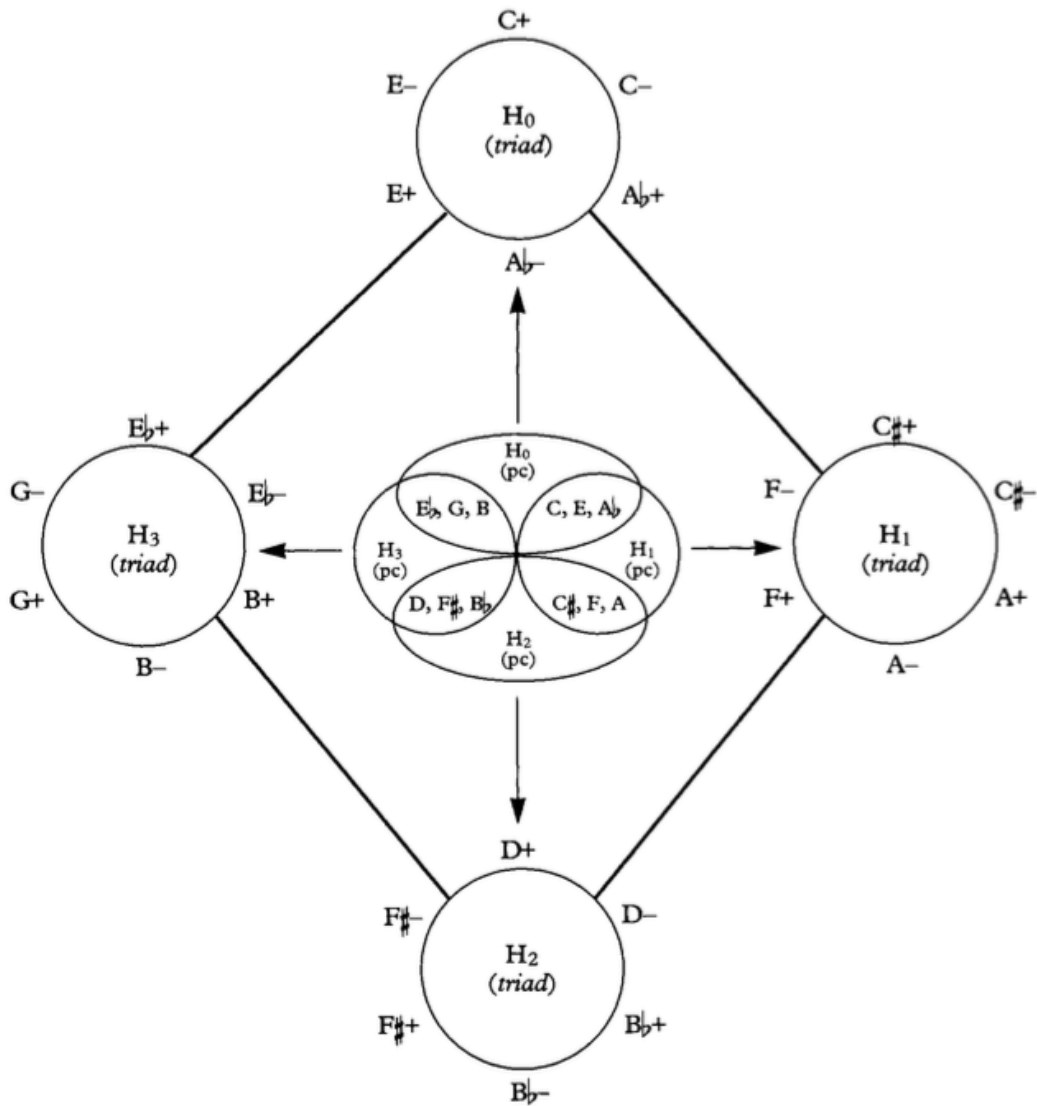 C+
E– C–
H₀
(triad)
E+ A♭+
A♭–
E♭+ C♯+
H₀
(pc)
G– E♭– F– C♯–
E♭, G, B C, E, A♭
H₃
(triad)
H₃
(pc)
H₁
(pc)
H₁
(triad)
G+ B+ D, F♯, B♭ C♯, F, A F+ A+
H₂
(pc)
B– A–
D+
F♯– D–
H₂
(triad)
F♯+ B♭+
B♭–